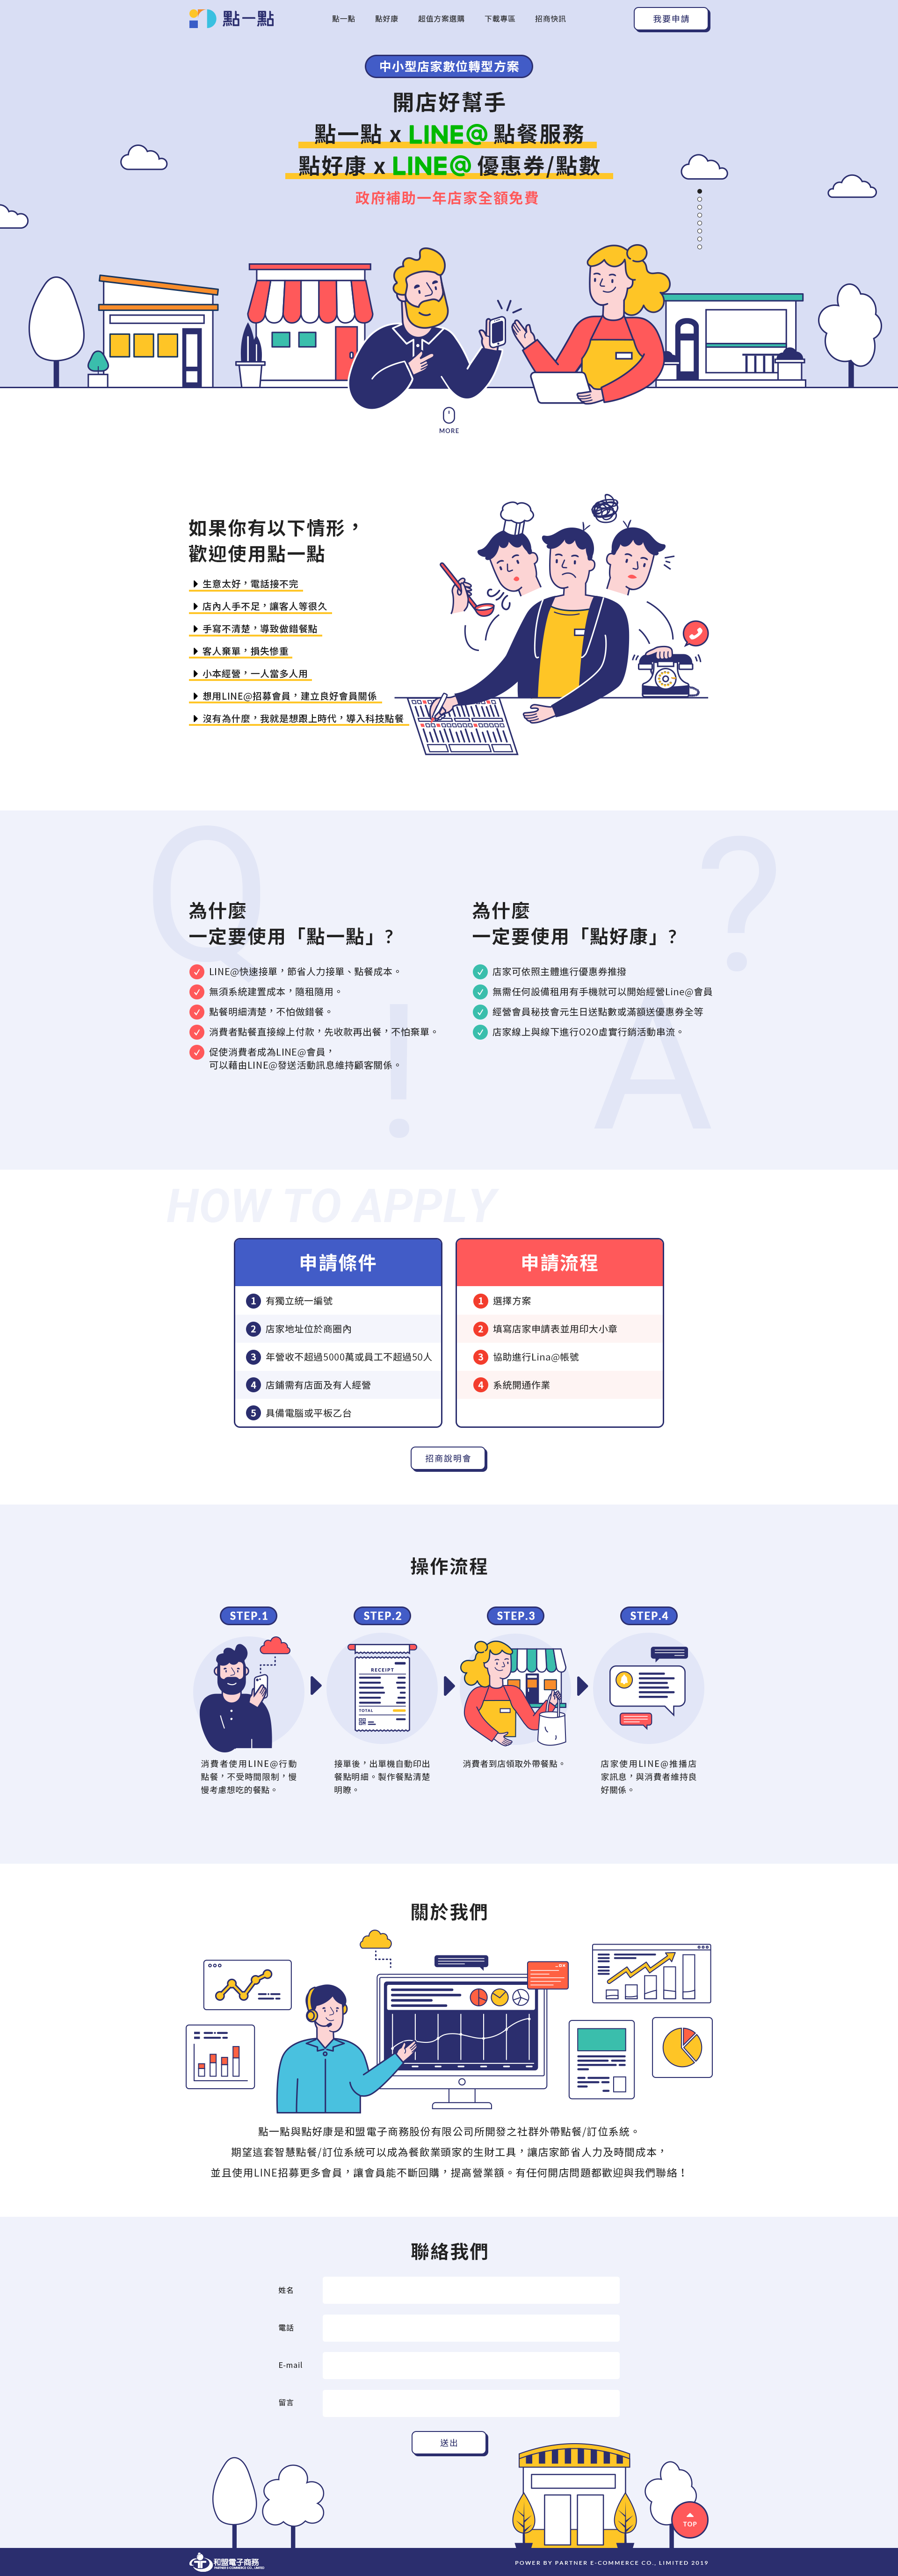 點一點
點一點 點好康 超值方案選購 下載專區 招商快訊
我要申請
中小型店家數位轉型方案
開店好幫手
點一點 x LINE@ 點餐服務
點好康 x LINE@ 優惠券/點數
政府補助一年店家全額免費
MORE
如果你有以下情形，
歡迎使用點一點
生意太好，電話接不完
店內人手不足，讓客人等很久
手寫不清楚，導致做錯餐點
客人棄單，損失慘重
小本經營，一人當多人用
想用LINE@招募會員，建立良好會員關係
沒有為什麼，我就是想跟上時代，導入科技點餐
Q
?
!
A
為什麼
一定要使用「點一點」?
LINE@快速接單，節省人力接單、點餐成本。
無須系統建置成本，隨租隨用。
點餐明細清楚，不怕做錯餐。
消費者點餐直接線上付款，先收款再出餐，不怕棄單。
促使消費者成為LINE@會員，
可以藉由LINE@發送活動訊息維持顧客關係。
為什麼
一定要使用「點好康」?
店家可依照主體進行優惠券推撥
無需任何設備租用有手機就可以開始經營Line@會員
經營會員秘技會元生日送點數或滿額送優惠券全等
店家線上與線下進行O2O虛實行銷活動串流。
HOW TO APPLY
申請條件
1 有獨立統一編號
2 店家地址位於商圈內
3 年營收不超過5000萬或員工不超過50人
4 店鋪需有店面及有人經營
5 具備電腦或平板乙台
申請流程
1 選擇方案
2 填寫店家申請表並用印大小章
3 協助進行Lina@帳號
4 系統開通作業
招商說明會
操作流程
STEP.1
STEP.2
STEP.3
STEP.4
RECEIPT
TOTAL
消費者使用LINE@行動
點餐，不受時間限制，慢
慢考慮想吃的餐點。
接單後，出單機自動印出
餐點明細。製作餐點清楚
明瞭。
消費者到店領取外帶餐點。
店家使用LINE@推播店
家訊息，與消費者維持良
好關係。
關於我們
點一點與點好康是和盟電子商務股份有限公司所開發之社群外帶點餐/訂位系統。
期望這套智慧點餐/訂位系統可以成為餐飲業頭家的生財工具，讓店家節省人力及時間成本，
並且使用LINE招募更多會員，讓會員能不斷回購，提高營業額。有任何開店問題都歡迎與我們聯絡！
聯絡我們
姓名
電話
E-mail
留言
送出
TOP
和盟電子商務
PARTNER E-COMMERCE CO., LIMITED
POWER BY PARTNER E-COMMERCE CO., LIMITED 2019